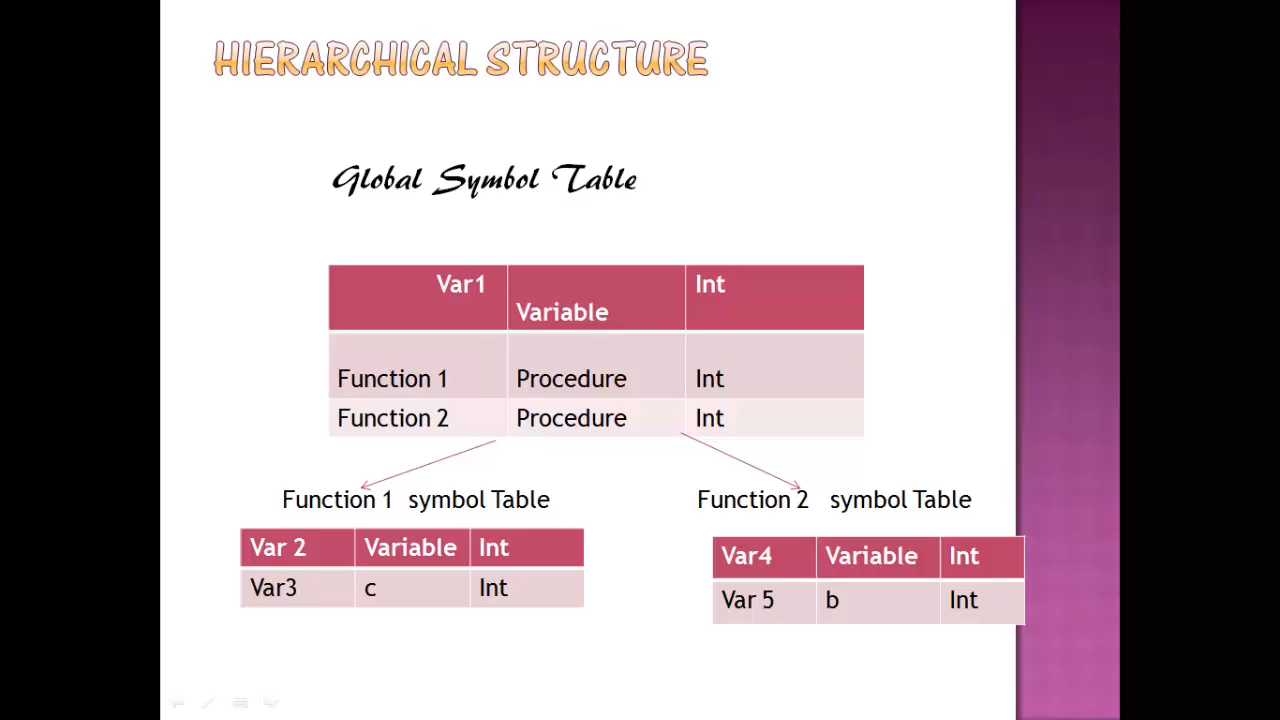 HIERARCHICAL STRUCTURE
Global Symbol Table
Var1 Variable Int
Function 1 Procedure Int
Function 2 Procedure Int
Function 1 symbol Table
Var 2 Variable Int
Var3 c Int
Function 2 symbol Table
Var4 Variable Int
Var 5 b Int